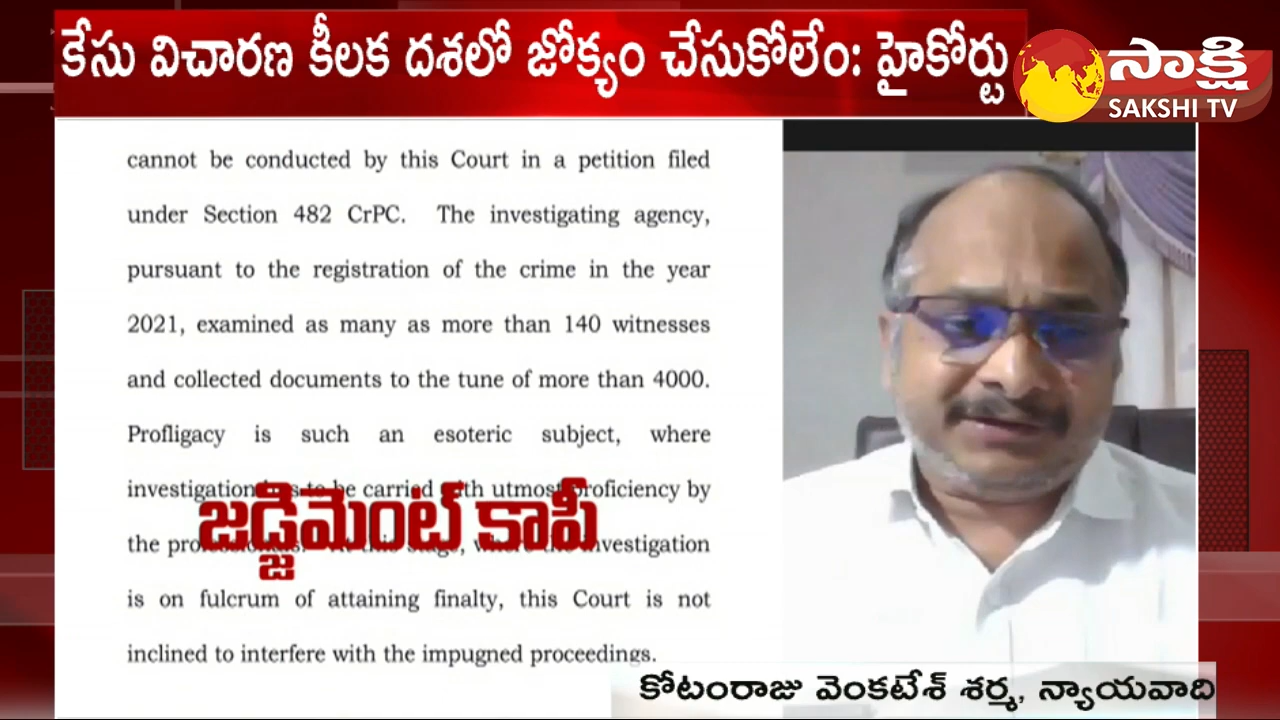 కేసు విచారణ కీలక దశలో జోక్యం చేసుకోలేం: హైకోర్టు
సాక్షి
SAKSHI TV
cannot be conducted by this Court in a petition filed
under Section 482 CrPC. The investigating agency,
pursuant to the registration of the crime in the year
2021, examined as many as more than 140 witnesses
and collected documents to the tune of more than 4000.
Profligacy is such an esoteric subject, where
investigation to be carried utmost proficiency by
the stage, investigation
is on fulcrum of attaining finalty, this Court is not
inclined to interfere with the impugned proceedings.
జడ్జిమెంట్ కాపీ
కోటంరాజు వెంకటేశ్ శర్మ, న్యాయవాది